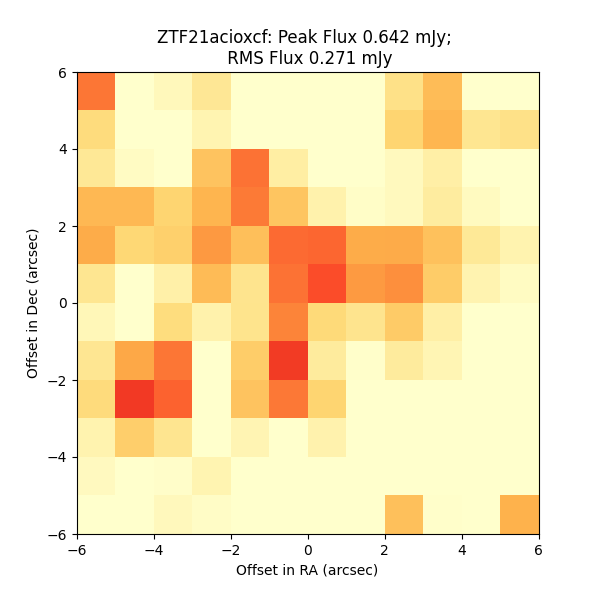 ZTF21acioxcf: Peak Flux 0.642 mJy;
RMS Flux 0.271 mJy
6
4
2
0
−2
−4
−6
Offset in Dec (arcsec)
−6 −4 −2 0 2 4 6
Offset in RA (arcsec)